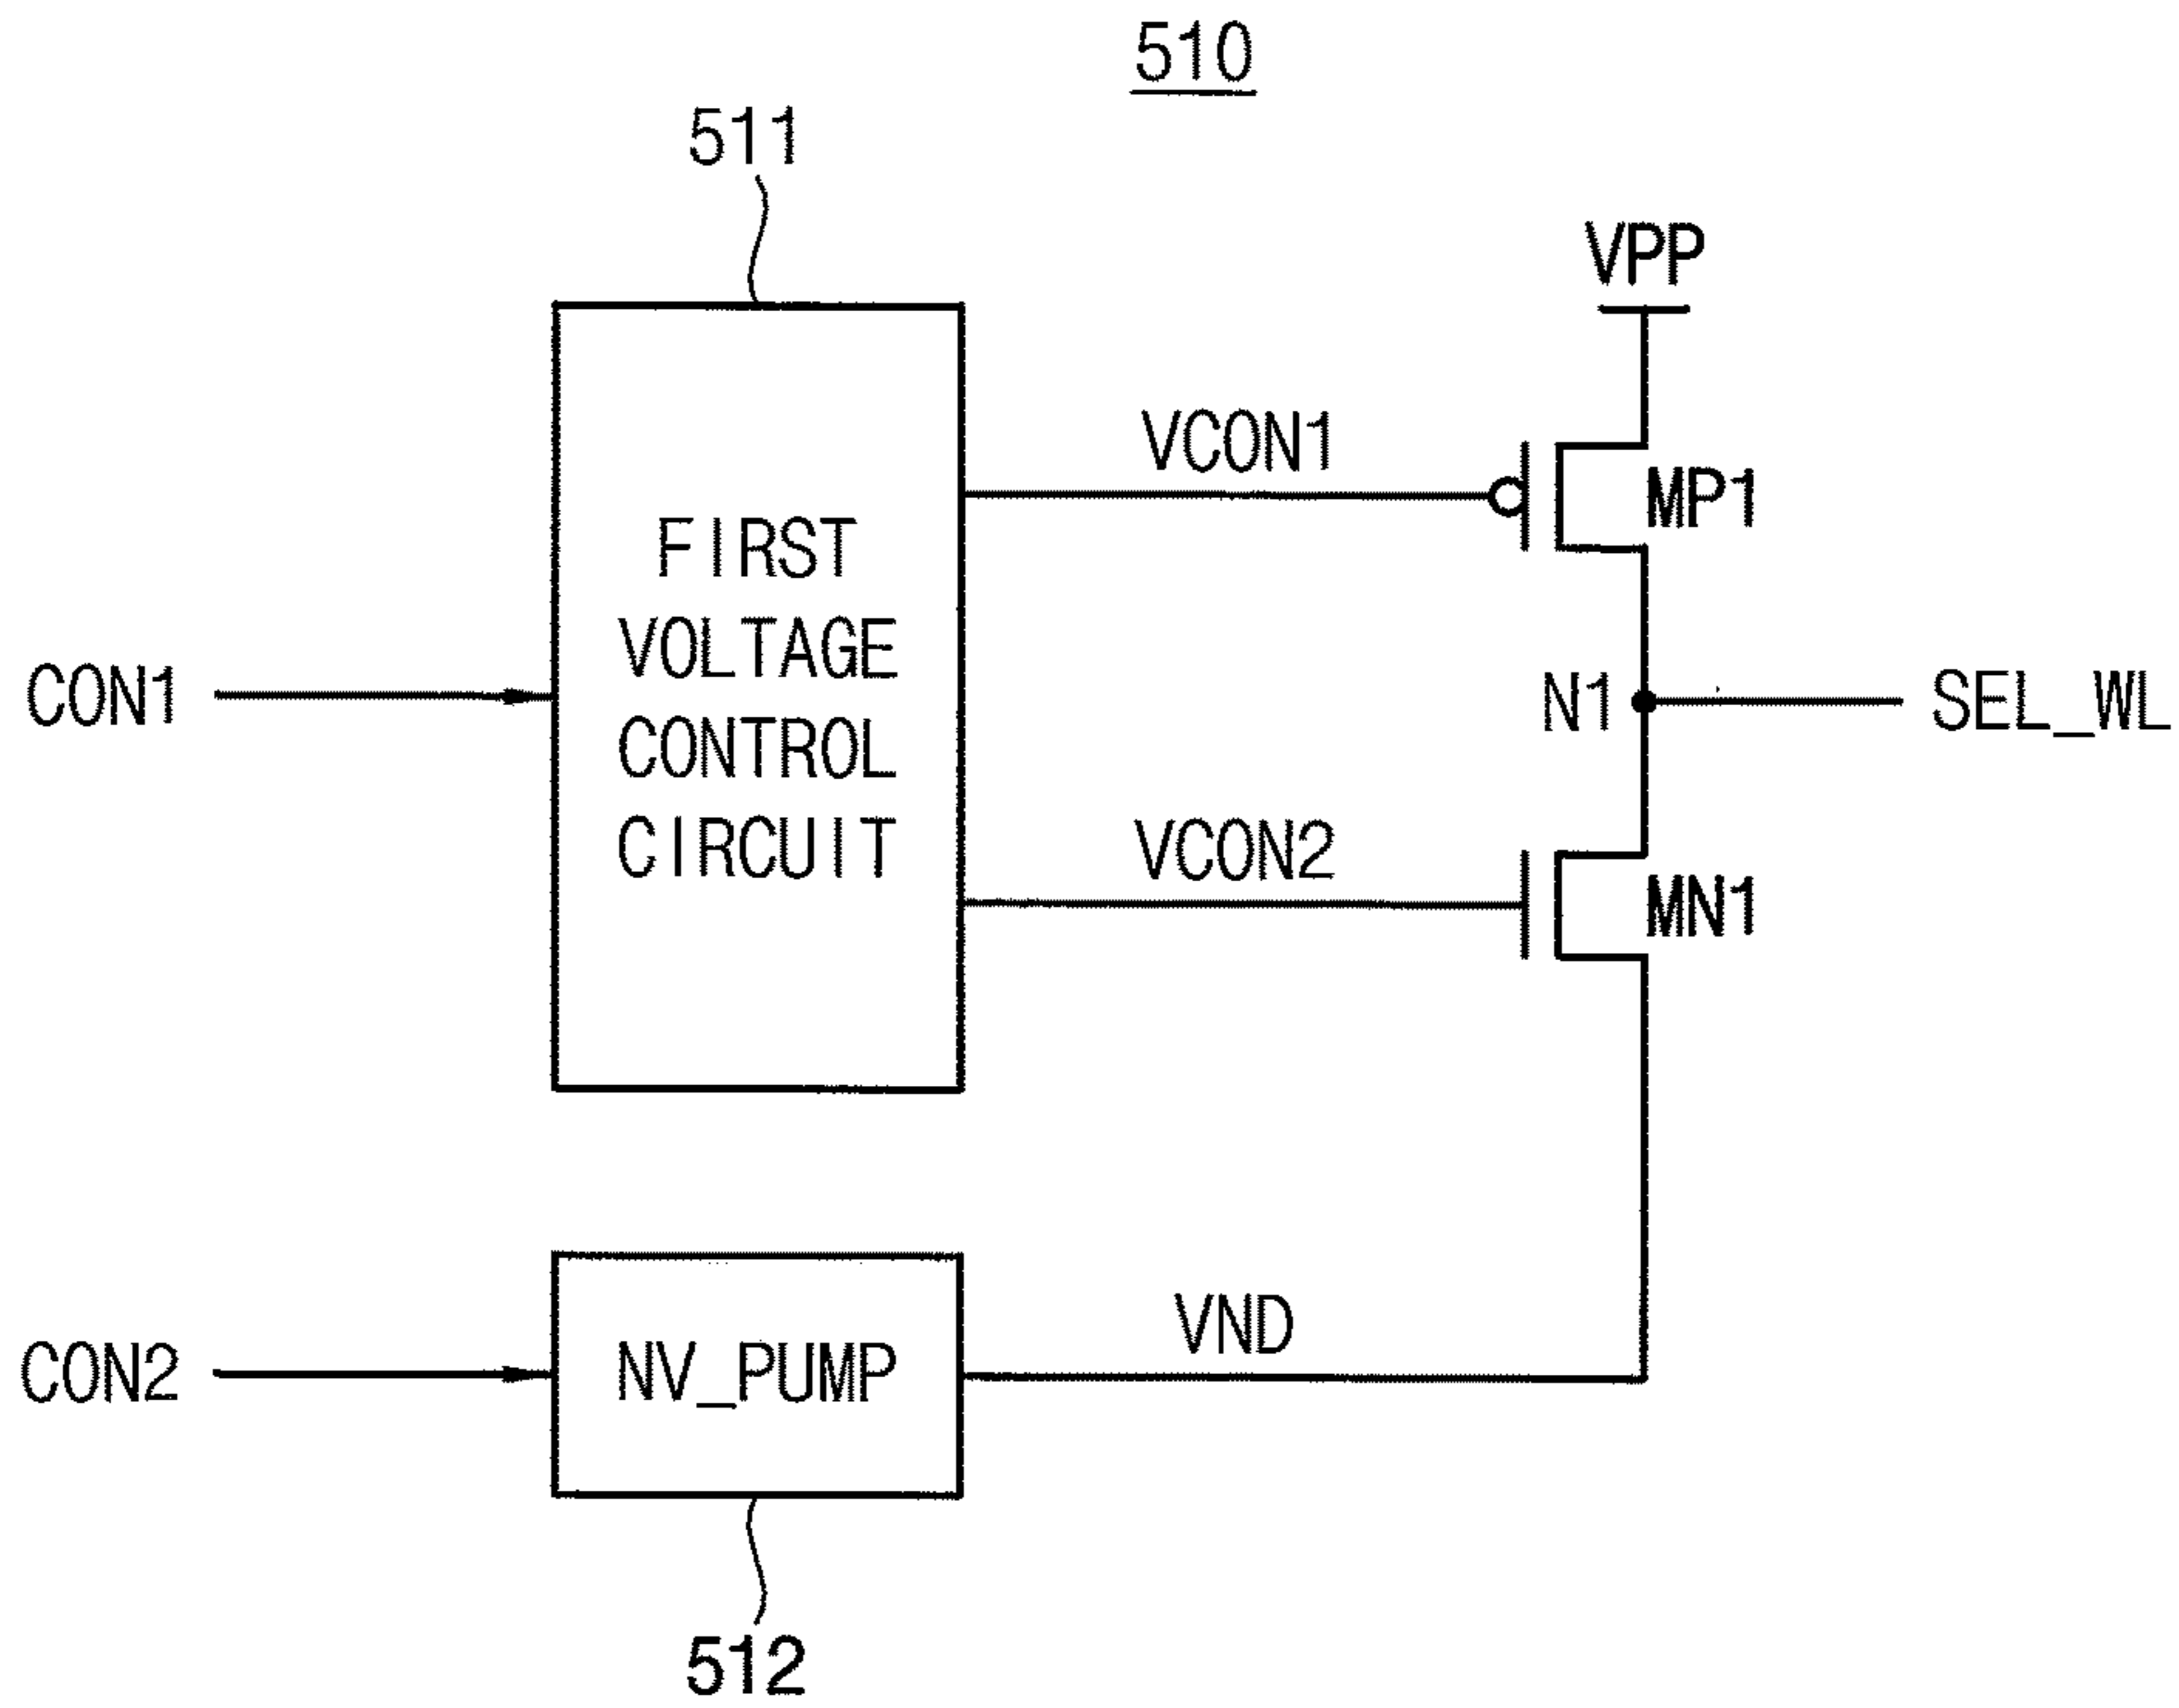 510
511
VPP
VCON1
MP1
FIRST
VOLTAGE
CONTROL
CIRCUIT
CON1
N1
SEL_WL
VCON2
MN1
CON2
NV_PUMP
VND
512